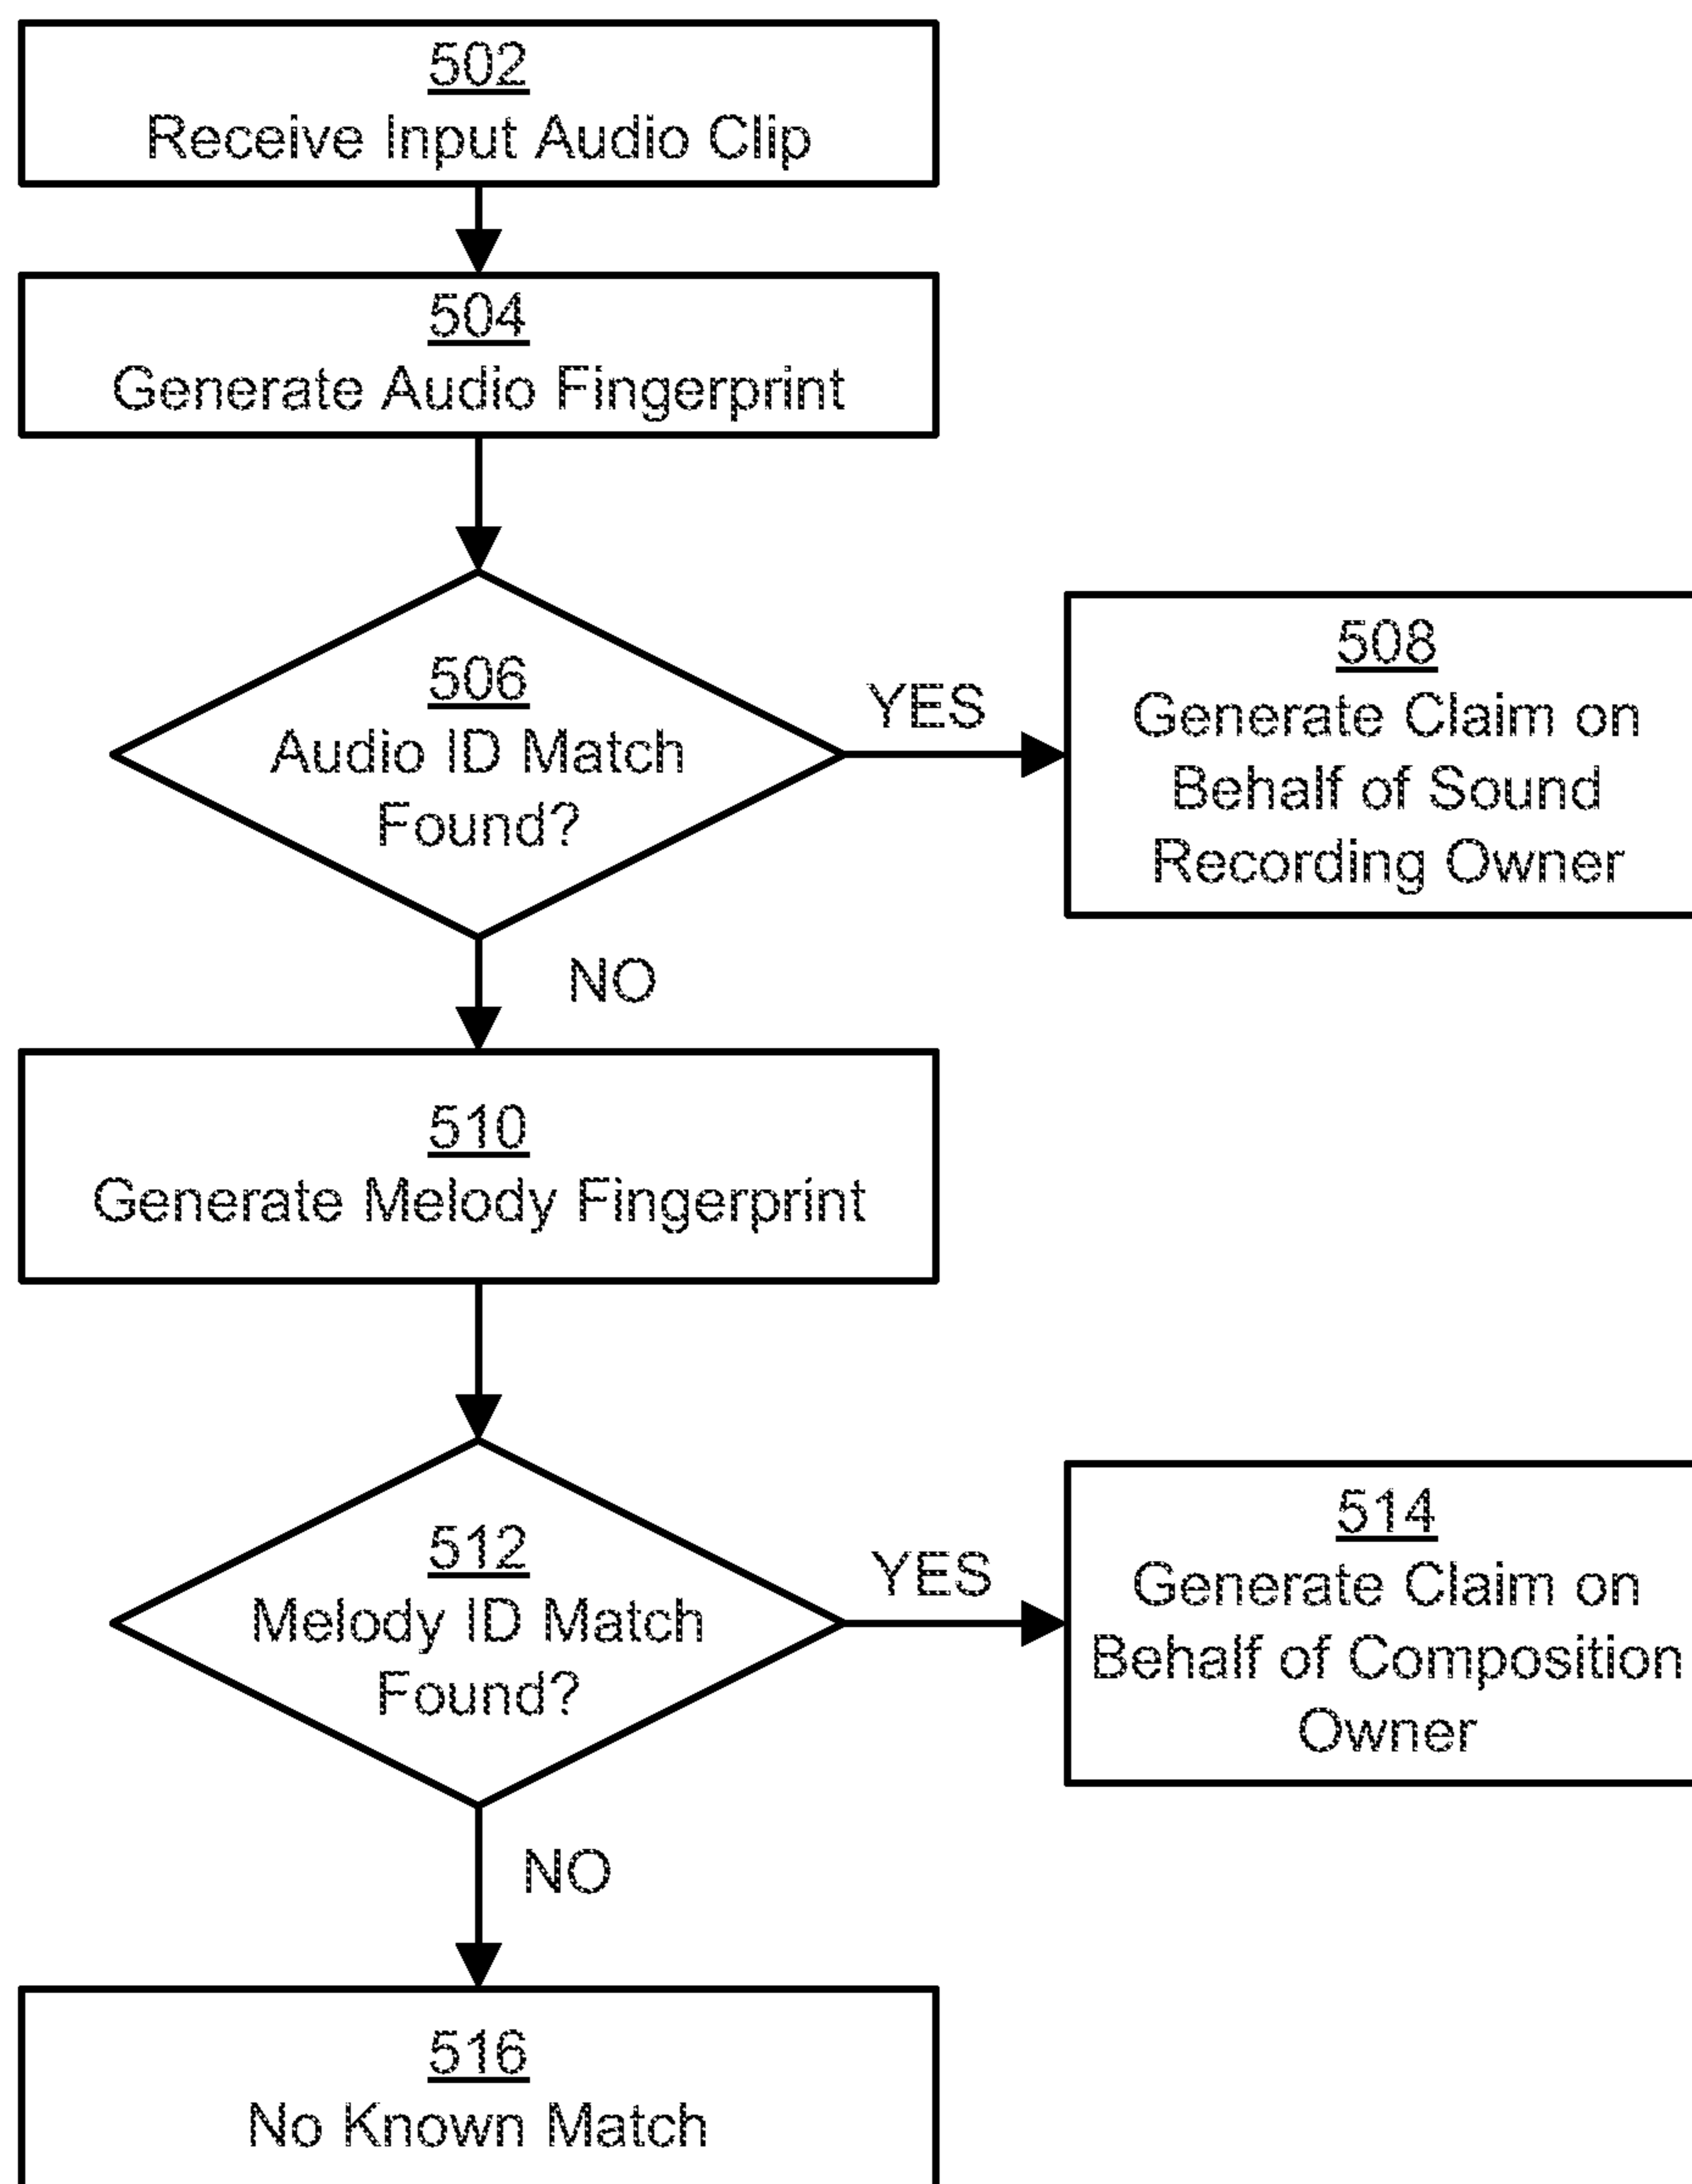 502
Receive Input Audio Clip
504
Generate Audio Fingerprint
506
Audio ID Match
Found?
YES
508
Generate Claim on
Behalf of Sound
Recording Owner
NO
510
Generate Melody Fingerprint
512
Melody ID Match
Found?
YES
514
Generate Claim on
Behalf of Composition
Owner
NO
516
No Known Match